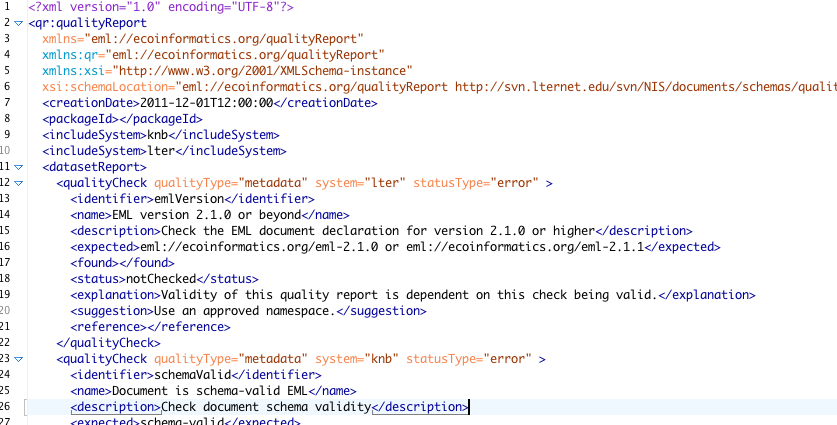 1 <?xml version="1.0" encoding="UTF-8"?>
2 <qr:qualityReport
3 xmlns="eml://ecoinformatics.org/qualityReport"
4 xmlns:qr="eml://ecoinformatics.org/qualityReport"
5 xmlns:xsi="http://www.w3.org/2001/XMLSchema-instance"
6 xsi:schemaLocation="eml://ecoinformatics.org/qualityReport http://svn.lternet.edu/svn/NIS/documents/schemas/qualit
7 <creationDate>2011-12-01T12:00:00</creationDate>
8 <packageId></packageId>
9 <includeSystem>knb</includeSystem>
10 <includeSystem>lter</includeSystem>
11 <datasetReport>
12 <qualityCheck qualityType="metadata" system="lter" statusType="error" >
13 <identifier>emlVersion</identifier>
14 <name>EML version 2.1.0 or beyond</name>
15 <description>Check the EML document declaration for version 2.1.0 or higher</description>
16 <expected>eml://ecoinformatics.org/eml-2.1.0 or eml://ecoinformatics.org/eml-2.1.1</expected>
17 <found></found>
18 <status>notChecked</status>
19 <explanation>Validity of this quality report is dependent on this check being valid.</explanation>
20 <suggestion>Use an approved namespace.</suggestion>
21 <reference></reference>
22 </qualityCheck>
23 <qualityCheck qualityType="metadata" system="knb" statusType="error" >
24 <identifier>schemaValid</identifier>
25 <name>Document is schema-valid EML</name>
26 <description>Check document schema validity</description>
27 <expected>schema-valid</expected>